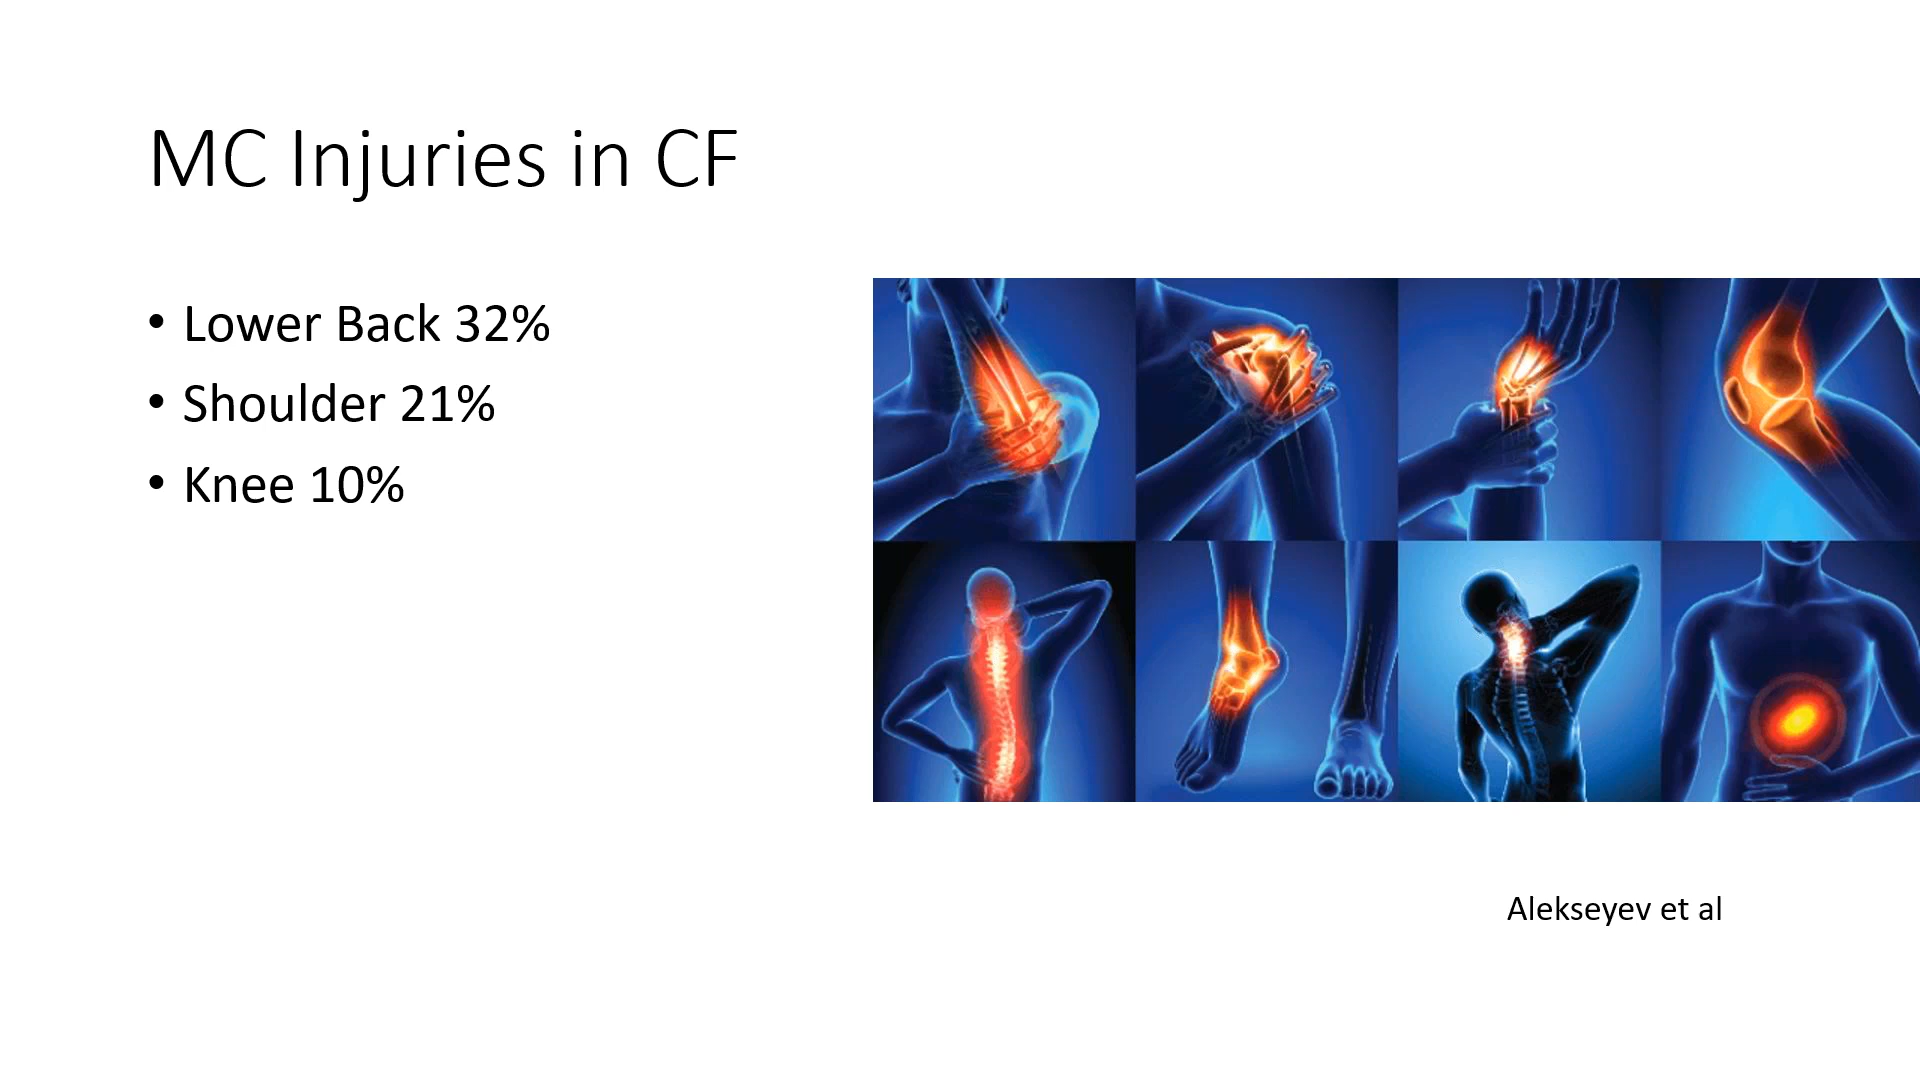 MC Injuries in CF
• Lower Back 32%
• Shoulder 21%
• Knee 10%
Alekseyev et al